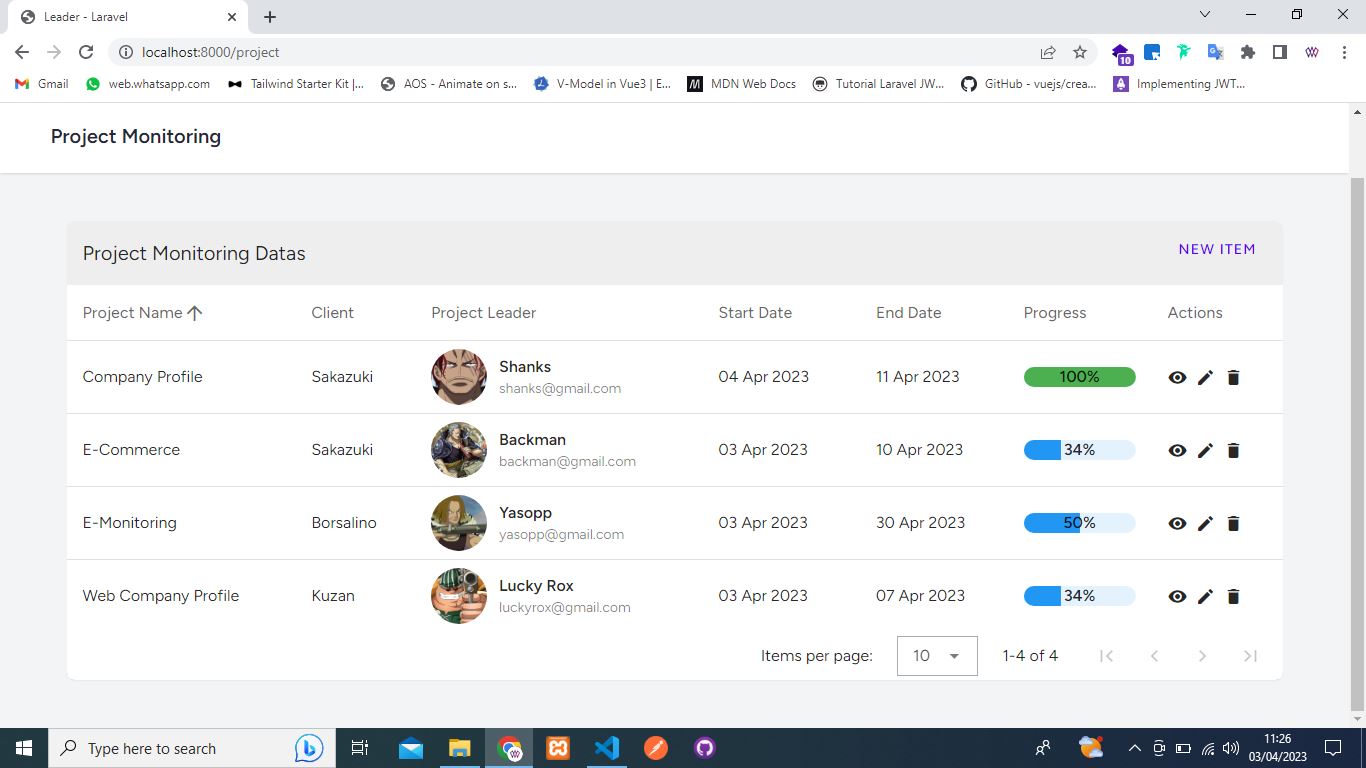 Leader - Laravel
localhost:8000/project
10
Gmail
web.whatsapp.com
Tailwind Starter Kit |...
AOS - Animate on s...
V-Model in Vue3 | E...
MDN Web Docs
Tutorial Laravel JW...
GitHub - vuejs/crea...
Implementing JWT...
Project Monitoring
Project Monitoring Datas
NEW ITEM
Project Name Client Project Leader Start Date End Date Progress Actions
Company Profile Sakazuki Shanks 04 Apr 2023 11 Apr 2023 100%
shanks@gmail.com
E-Commerce Sakazuki Backman 03 Apr 2023 10 Apr 2023 34%
backman@gmail.com
E-Monitoring Borsalino Yasopp 03 Apr 2023 30 Apr 2023 50%
yasopp@gmail.com
Web Company Profile Kuzan Lucky Rox 03 Apr 2023 07 Apr 2023 34%
luckyrox@gmail.com
Items per page: 10 1-4 of 4
Type here to search
11:26
03/04/2023